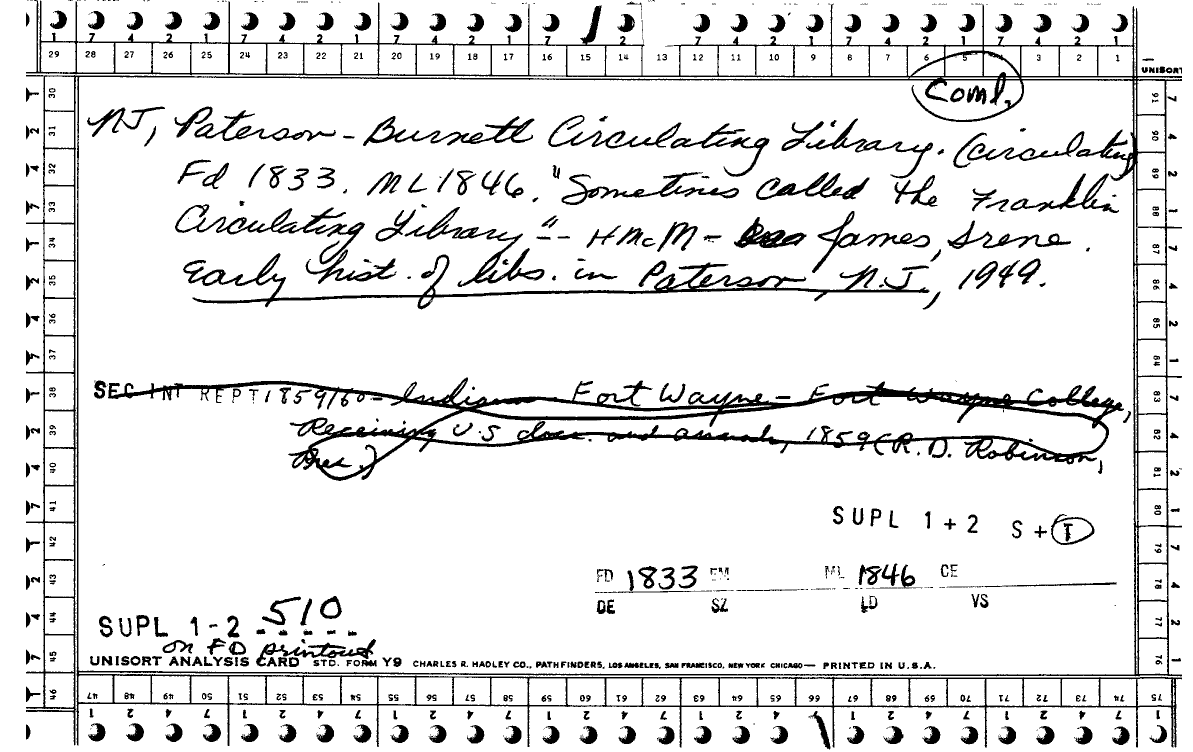 7 4 2 1 7 4 2 1 7 2 7 4 2 1 7 4 2 1 7 4 2 1
29 28 27 26 25 24 23 22 21 20 19 18 17 16 15 14 13 12 11 10 9 8 7 6 5 4 3 2 1
UNISORT
Coml.
NJ, Paterson - Burnett Circulating Library. (circulating)
Fd 1833. ML 1846. "Sometimes called the Franklin
Circulating Library" - HMcM - James, Irene.
Early hist. of libs. in Paterson, N.J., 1949.
SEC INT REPT 1859/60 - Indiana Fort Wayne - Fort Wayne College,
Receiving U.S. docs. and annals, 1859 (R.D. Robinson,
Pres.)
SUPL 1 + 2 S + T
FD 1833 EM ML 1846 CE
DE SZ LD VS
SUPL 1-2 510
on FD printout
UNISORT ANALYSIS CARD STD. FORM Y9 CHARLES R. HADLEY CO., PATHFINDERS, LOS ANGELES, SAN FRANCISCO, NEW YORK CHICAGO — PRINTED IN U.S.A.
30 31 32 33 34 35 36 37 38 39 40 41 42 43 44 45 46
91 90 89 88 87 86 85 84 83 82 81 80 79 78 77 76
47 48 49 50 51 52 53 54 55 56 57 58 59 60 61 62 63 64 65 66 67 68 69 70 71 72 73 74 75